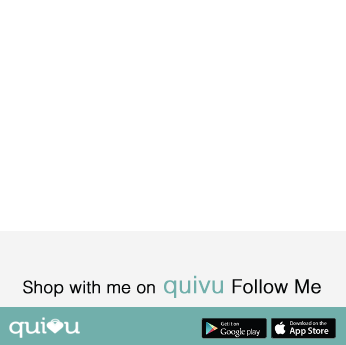 Shop with me on quivu Follow Me
quivu
Get it on
Google play
Download on the
App Store